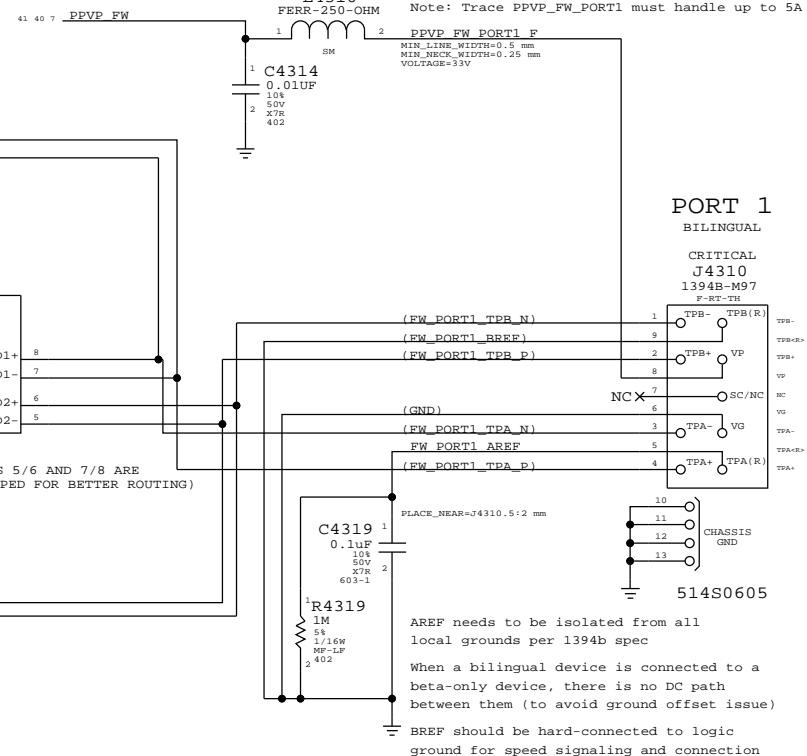 FERR-250-OHM
Note: Trace PPVP_FW_PORT1 must handle up to 5A
41 40 7 PPVP_FW
1 2
SM
PPVP_FW_PORT1_F
MIN_LINE_WIDTH=0.5 mm
MIN_NECK_WIDTH=0.25 mm
VOLTAGE=33V
1
C4314
0.01UF
10%
50V
2
X7R
402
PORT 1
BILINGUAL
CRITICAL
J4310
1394B-M97
F-RT-TH
(FW_PORT1_TPB_N) 1 TPB- TPB(R) TPB-
(FW_PORT1_BREF) 9 TPB<R>
(FW_PORT1_TPB_P) 2 TPB+ VP TPB+
8 VP
NC 7 SC/NC NC
(GND) 6 VG
(FW_PORT1_TPA_N) 3 TPA- VG TPA-
FW_PORT1_AREF 5 TPA<R>
(FW_PORT1_TPA_P) 4 TPA+ TPA(R) TPA+
D1+ 8
D1- 7
D2+ 6
D2- 5
S 5/6 AND 7/8 ARE
PED FOR BETTER ROUTING)
PLACE_NEAR=J4310.5:2 mm
C4319 1
0.1uF
10%
50V
X7R 2
603-1
1
R4319
1M
5%
1/16W
MF-LF
2 402
10
11
12
13
CHASSIS
GND
514S0605
AREF needs to be isolated from all
local grounds per 1394b spec
When a bilingual device is connected to a
beta-only device, there is no DC path
between them (to avoid ground offset issue)
BREF should be hard-connected to logic
ground for speed signaling and connection